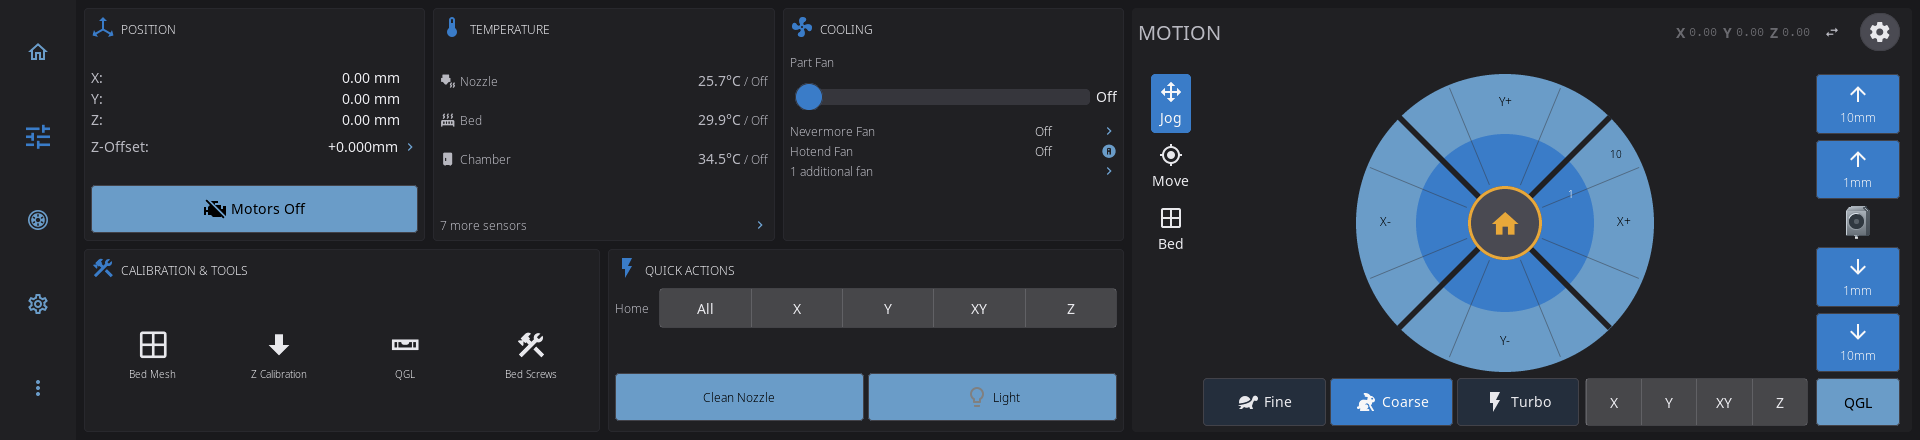 POSITION
X: 0.00 mm
Y: 0.00 mm
Z: 0.00 mm
Z-Offset: +0.000mm
Motors Off
TEMPERATURE
Nozzle 25.7°C / Off
Bed 29.9°C / Off
Chamber 34.5°C / Off
7 more sensors
COOLING
Part Fan
Off
Nevermore Fan Off
Hotend Fan Off
A
1 additional fan
CALIBRATION & TOOLS
Bed Mesh
Z Calibration
QGL
Bed Screws
QUICK ACTIONS
Home All X Y XY Z
Clean Nozzle
Light
MOTION
X 0.00 Y 0.00 Z 0.00
Jog
Move
Bed
Y+
10
1
X-
X+
Y-
10mm
1mm
1mm
10mm
Fine
Coarse
Turbo
X Y XY Z
QGL